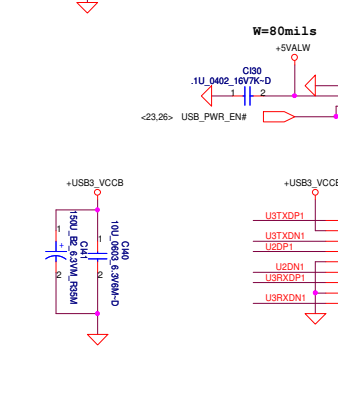 W=80mils
+5VALW
CI30
.1U_0402_16V7K~D
1
2
<23,26>
USB_PWR_EN#
+USB3_VCCB
+USB3_VCCB
1
+
2
150U_B2_6.3VM_R35M
CI41
1
2
10U_0603_6.3V6M~D
CI40
U3TXDP1
U3TXDN1
U2DP1
U2DN1
U3RXDP1
U3RXDN1